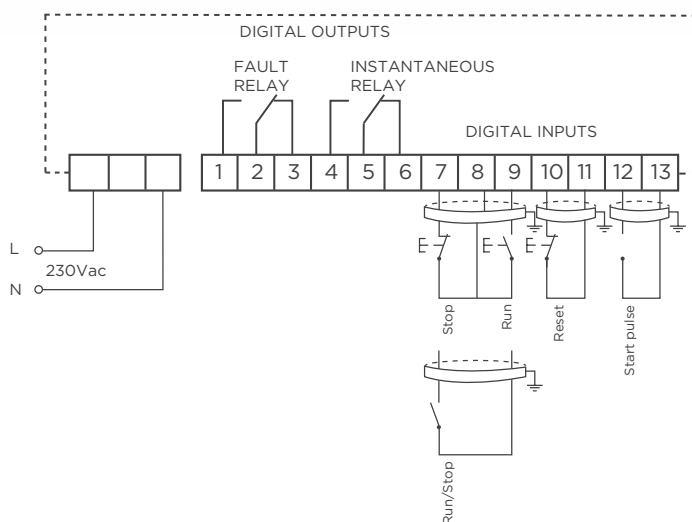 DIGITAL OUTPUTS
FAULT
RELAY
INSTANTANEOUS
RELAY
DIGITAL INPUTS
1 2 3 4 5 6 7 8 9 10 11 12 13
L
230Vac
N
Stop
Run
Reset
Start pulse
Run/Stop